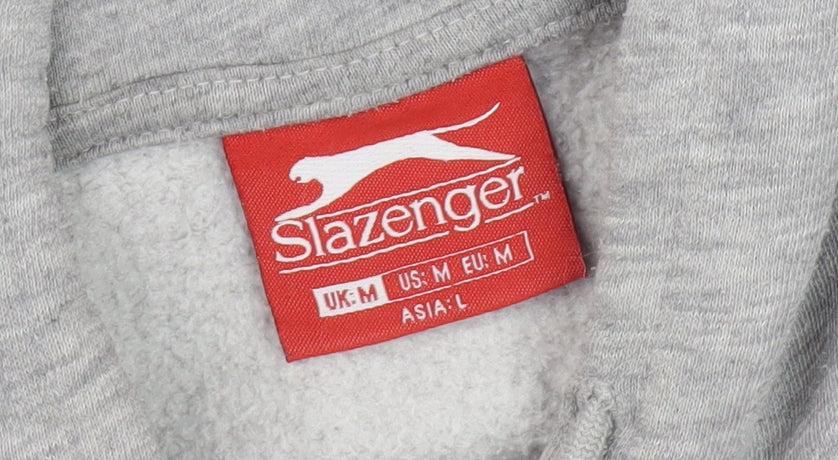 Slazenger™
UK: M US: M EU: M
ASIA: L